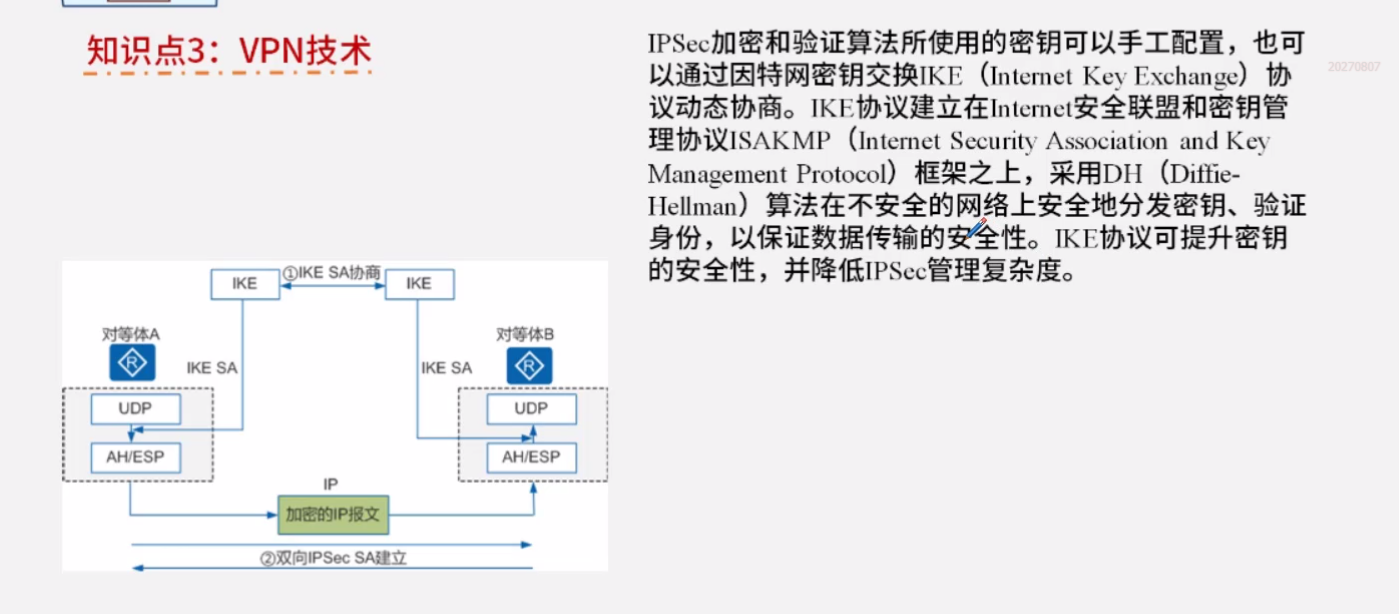 知识点3：VPN技术
IPSec加密和验证算法所使用的密钥可以手工配置，也可
以通过因特网密钥交换IKE（Internet Key Exchange）协
议动态协商。IKE协议建立在Internet安全联盟和密钥管
理协议ISAKMP（Internet Security Association and Key
Management Protocol）框架之上，采用DH（Diffie-
Hellman）算法在不安全的网络上安全地分发密钥、验证
身份，以保证数据传输的安全性。IKE协议可提升密钥
的安全性，并降低IPSec管理复杂度。
20270807
IKE
①IKE SA协商
IKE
对等体A
对等体B
R
R
IKE SA
IKE SA
UDP
UDP
AH/ESP
AH/ESP
IP
加密的IP报文
②双向IPSec SA建立